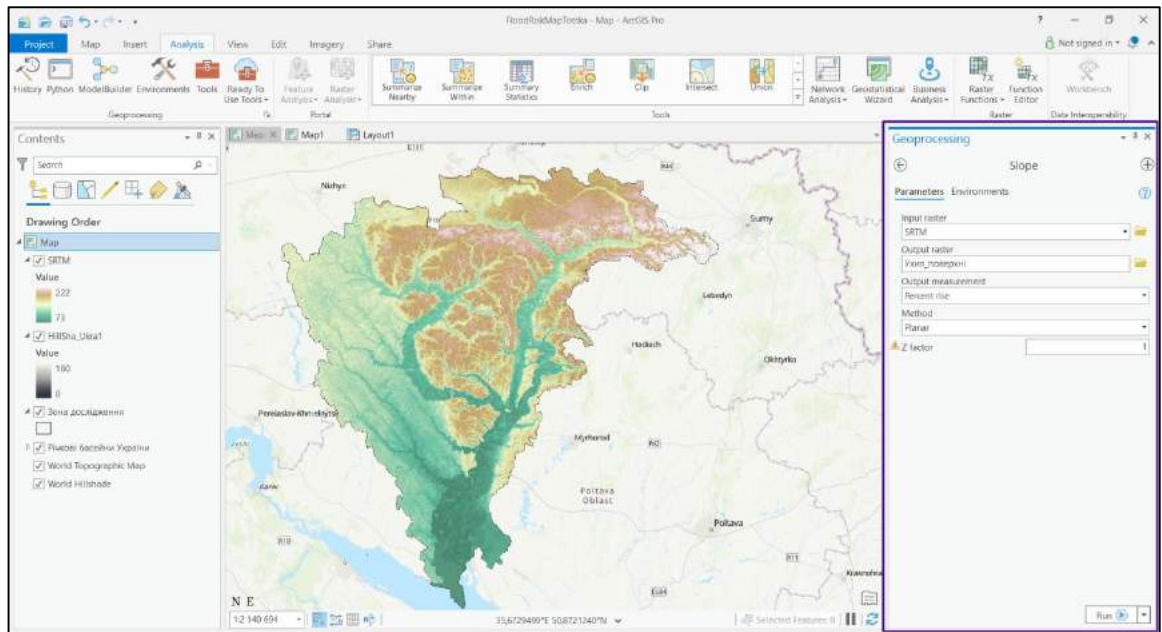 FloodRiskMapToeska - Map - ArcGIS Pro
? — X
Project Map Insert Analysis View Edit Imagery Share
Not signed in
History Python ModelBuilder Environments Tools Ready To Use Tools Feature Analysis Raster Analysis Summarize Nearby Summarize Within Summary Statistics Enrich Clip Intersect Union Network Analysis Geostatistical Wizard Business Analysis Raster Functions Function Editor Workbench
Geoprocessing Portal Tools Raster Data Interoperability
Contents
Search
Drawing Order
Map
SRTM
Value
222
73
HillSha_Ukra1
Value
180
0
Зона дослідження
Річкові басейни України
World Topographic Map
World Hillshade
Map Map1 Layout1
Nizhyn
Sumy
Lebedyn
Hadiach
Okhtyrka
Pereiaslav-Khmelnytskyi
Myrhorod
Poltava
Oblast
Poltava
N E
1:2 140 694
35,6729499°E 50,8721240°N
Selected Features: 0
Geoprocessing
Slope
Parameters Environments
Input raster
SRTM
Output raster
Ухил_поверхні
Output measurement
Percent rise
Method
Planar
Z factor 1
Run